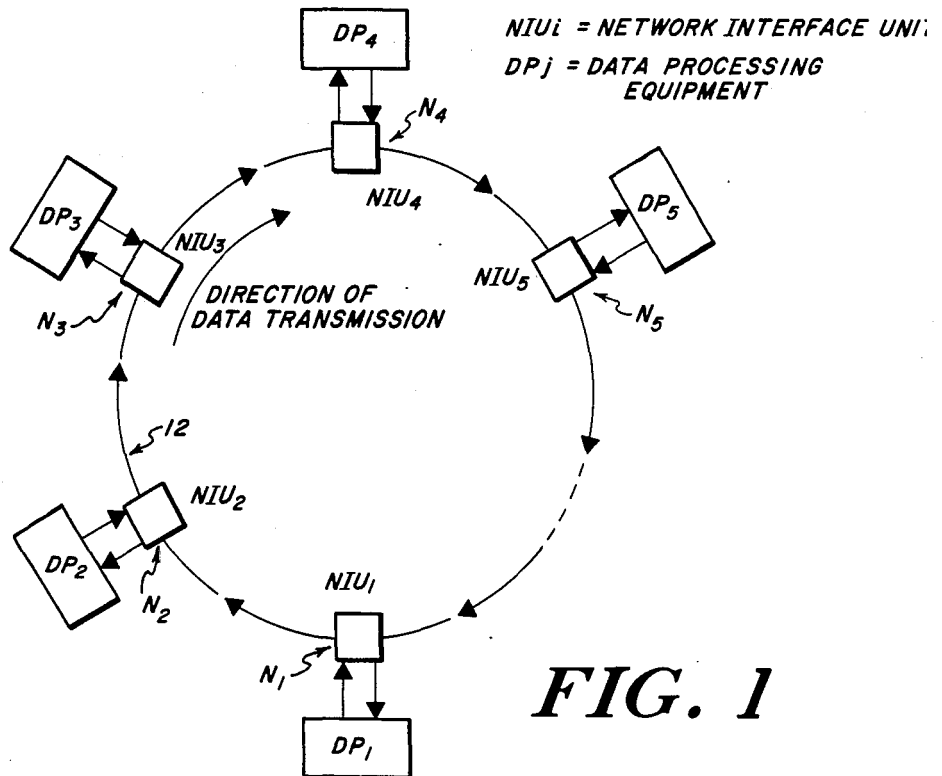 DP4
NIUi = NETWORK INTERFACE UNIT
DPj = DATA PROCESSING
EQUIPMENT
N4
NIU4
DP3
NIU3
DP5
NIU5
N3
DIRECTION OF
DATA TRANSMISSION
N5
12
NIU2
DP2
N2
NIU1
N1
DP1
FIG. 1